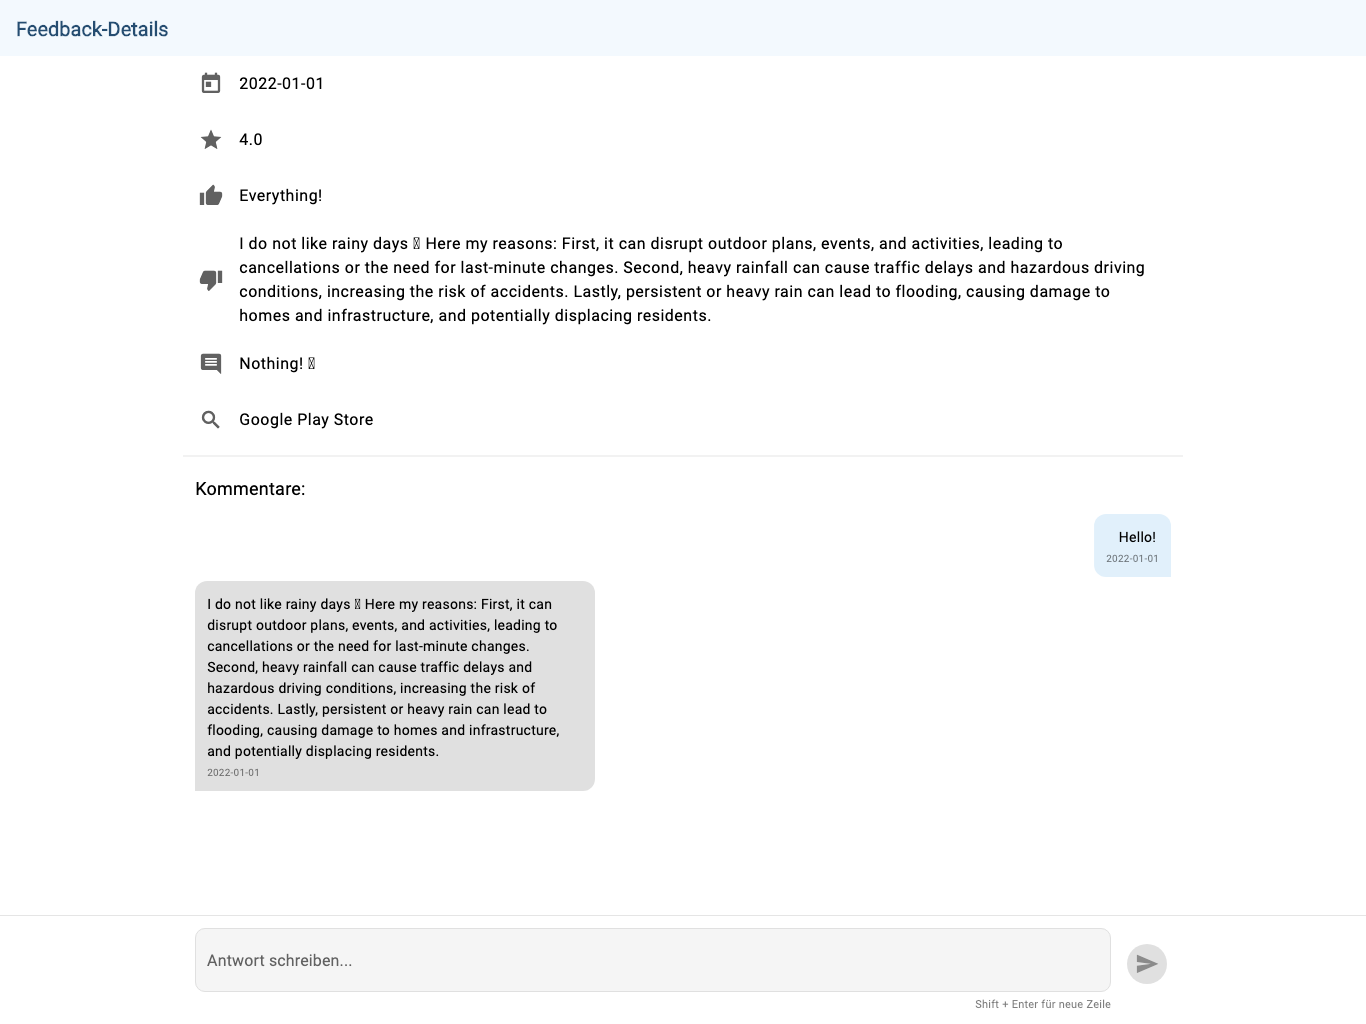 Feedback-Details
2022-01-01
4.0
Everything!
I do not like rainy days Here my reasons: First, it can disrupt outdoor plans, events, and activities, leading to
cancellations or the need for last-minute changes. Second, heavy rainfall can cause traffic delays and hazardous driving
conditions, increasing the risk of accidents. Lastly, persistent or heavy rain can lead to flooding, causing damage to
homes and infrastructure, and potentially displacing residents.
Nothing!
Google Play Store
Kommentare:
Hello!
2022-01-01
I do not like rainy days Here my reasons: First, it can
disrupt outdoor plans, events, and activities, leading to
cancellations or the need for last-minute changes.
Second, heavy rainfall can cause traffic delays and
hazardous driving conditions, increasing the risk of
accidents. Lastly, persistent or heavy rain can lead to
flooding, causing damage to homes and infrastructure,
and potentially displacing residents.
2022-01-01
Antwort schreiben...
Shift + Enter für neue Zeile